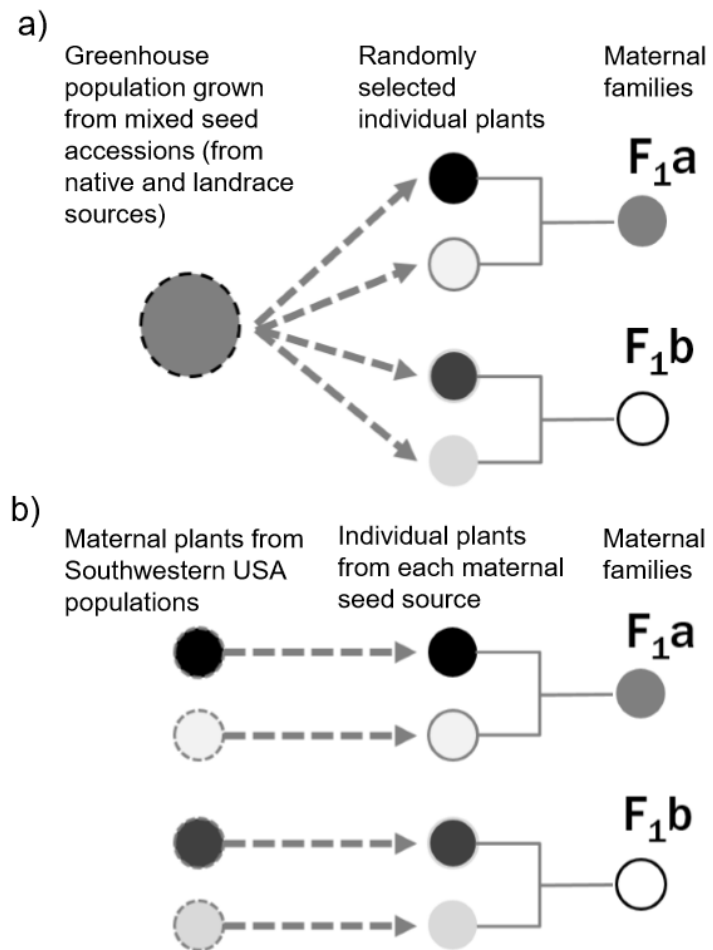 a)
Greenhouse
population grown
from mixed seed
accessions (from
native and landrace
sources)
Randomly
selected
individual plants
Maternal
families
F₁a
F₁b
b)
Maternal plants from
Southwestern USA
populations
Individual plants
from each maternal
seed source
Maternal
families
F₁a
F₁b